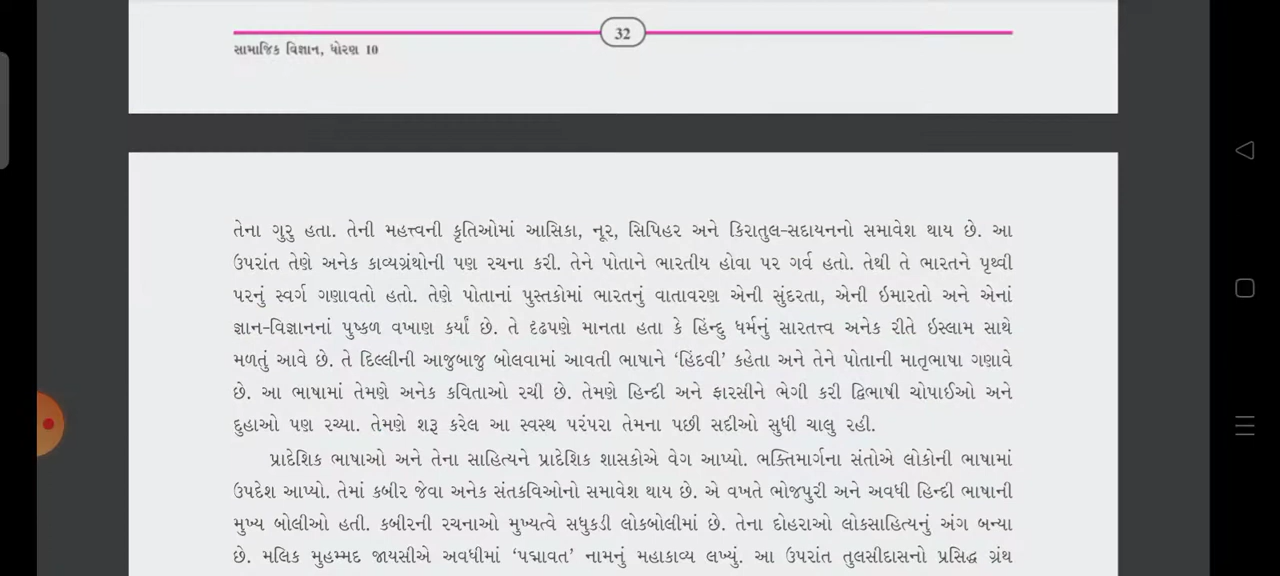 32
સામાજિક વિજ્ઞાન, ધોરણ 10
તેના ગુરુ હતા. તેની મહત્ત્વની કૃતિઓમાં આસિકા, નૂર, સિપિહર અને કિરાતુલ-સદાયનનો સમાવેશ થાય છે. આ
ઉપરાંત તેણે અનેક કાવ્યગ્રંથોની પણ રચના કરી. તેને પોતાને ભારતીય હોવા પર ગર્વ હતો. તેથી તે ભારતને પૃથ્વી
પરનું સ્વર્ગ ગણાવતો હતો. તેણે પોતાનાં પુસ્તકોમાં ભારતનું વાતાવરણ એની સુંદરતા, એની ઇમારતો અને એનાં
જ્ઞાન-વિજ્ઞાનનાં પુષ્કળ વખાણ કર્યાં છે. તે દૃઢપણે માનતા હતા કે હિન્દુ ધર્મનું સારતત્ત્વ અનેક રીતે ઇસ્લામ સાથે
મળતું આવે છે. તે દિલ્લીની આજુબાજુ બોલવામાં આવતી ભાષાને ‘હિંદવી’ કહેતા અને તેને પોતાની માતૃભાષા ગણાવે
છે. આ ભાષામાં તેમણે અનેક કવિતાઓ રચી છે. તેમણે હિન્દી અને ફારસીને ભેગી કરી દ્વિભાષી ચોપાઈઓ અને
દુહાઓ પણ રચ્યા. તેમણે શરૂ કરેલ આ સ્વસ્થ પરંપરા તેમના પછી સદીઓ સુધી ચાલુ રહી.
પ્રાદેશિક ભાષાઓ અને તેના સાહિત્યને પ્રાદેશિક શાસકોએ વેગ આપ્યો. ભક્તિમાર્ગના સંતોએ લોકોની ભાષામાં
ઉપદેશ આપ્યો. તેમાં કબીર જેવા અનેક સંતકવિઓનો સમાવેશ થાય છે. એ વખતે ભોજપુરી અને અવધી હિન્દી ભાષાની
મુખ્ય બોલીઓ હતી. કબીરની રચનાઓ મુખ્યત્વે સધુકડી લોકબોલીમાં છે. તેના દોહરાઓ લોકસાહિત્યનું અંગ બન્યા
છે. મલિક મુહમ્મદ જાયસીએ અવધીમાં ‘પદ્માવત’ નામનું મહાકાવ્ય લખ્યું. આ ઉપરાંત તુલસીદાસનો પ્રસિદ્ધ ગ્રંથ